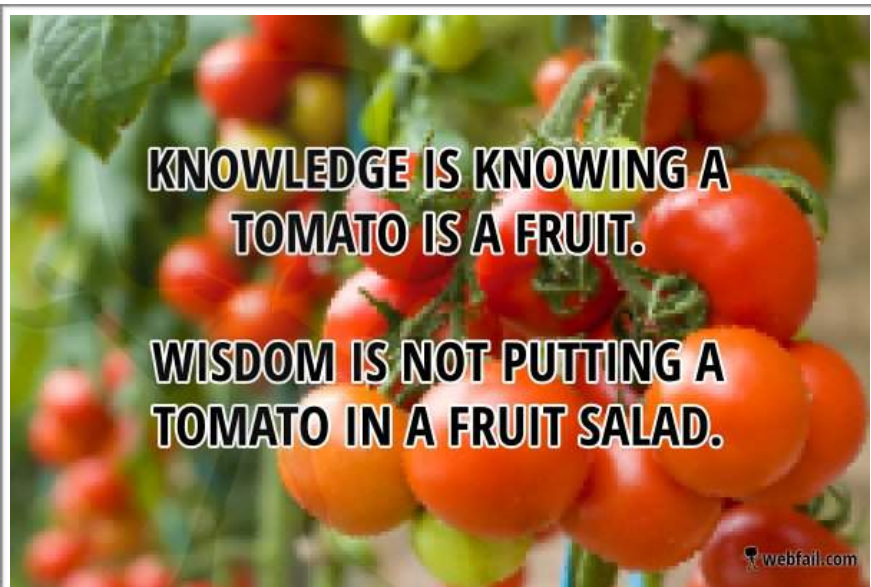 KNOWLEDGE IS KNOWING A
TOMATO IS A FRUIT.
WISDOM IS NOT PUTTING A
TOMATO IN A FRUIT SALAD.
webfail.com